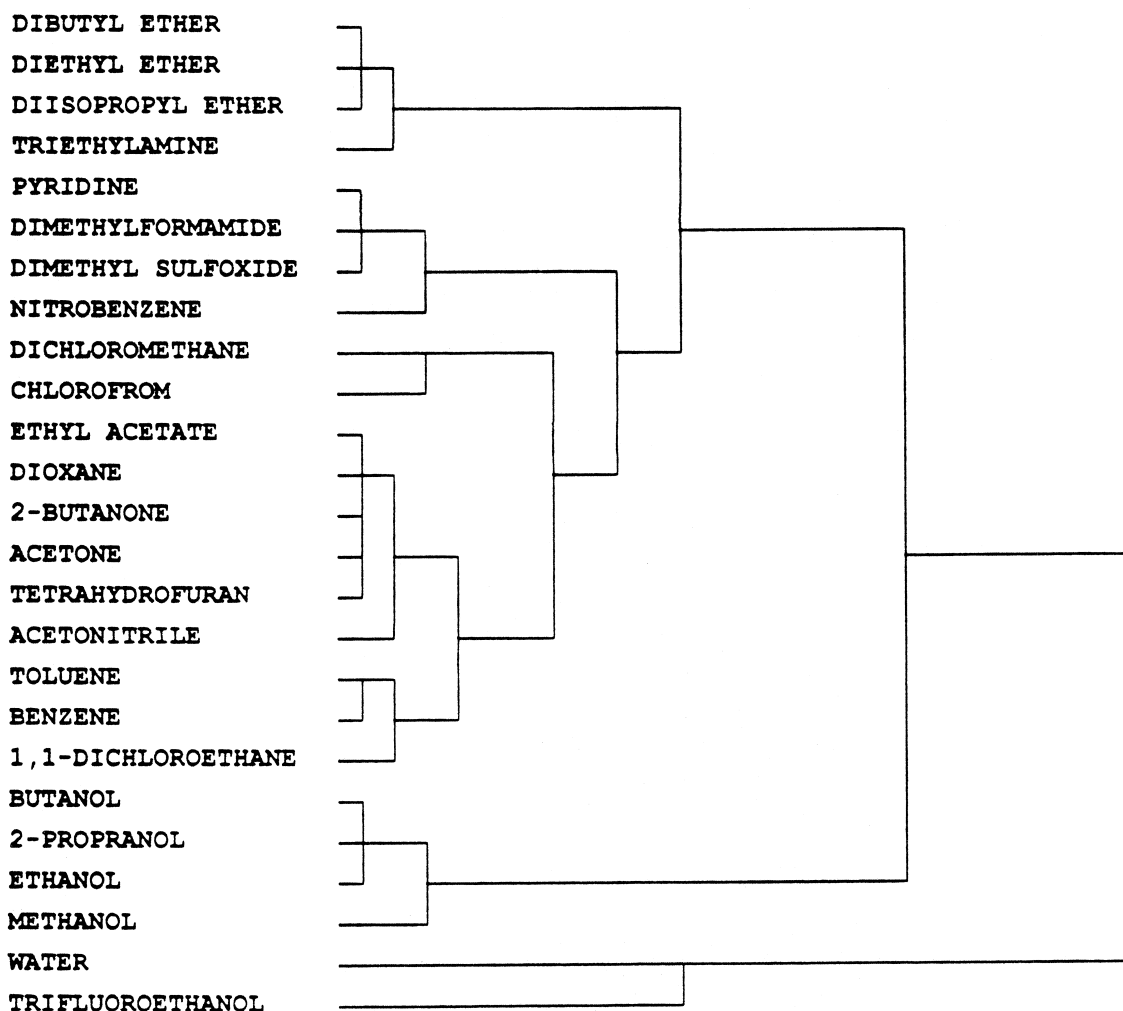 DIBUTYL ETHER
DIETHYL ETHER
DIISOPROPYL ETHER
TRIETHYLAMINE
PYRIDINE
DIMETHYLFORMAMIDE
DIMETHYL SULFOXIDE
NITROBENZENE
DICHLOROMETHANE
CHLOROFROM
ETHYL ACETATE
DIOXANE
2-BUTANONE
ACETONE
TETRAHYDROFURAN
ACETONITRILE
TOLUENE
BENZENE
1,1-DICHLOROETHANE
BUTANOL
2-PROPRANOL
ETHANOL
METHANOL
WATER
TRIFLUOROETHANOL